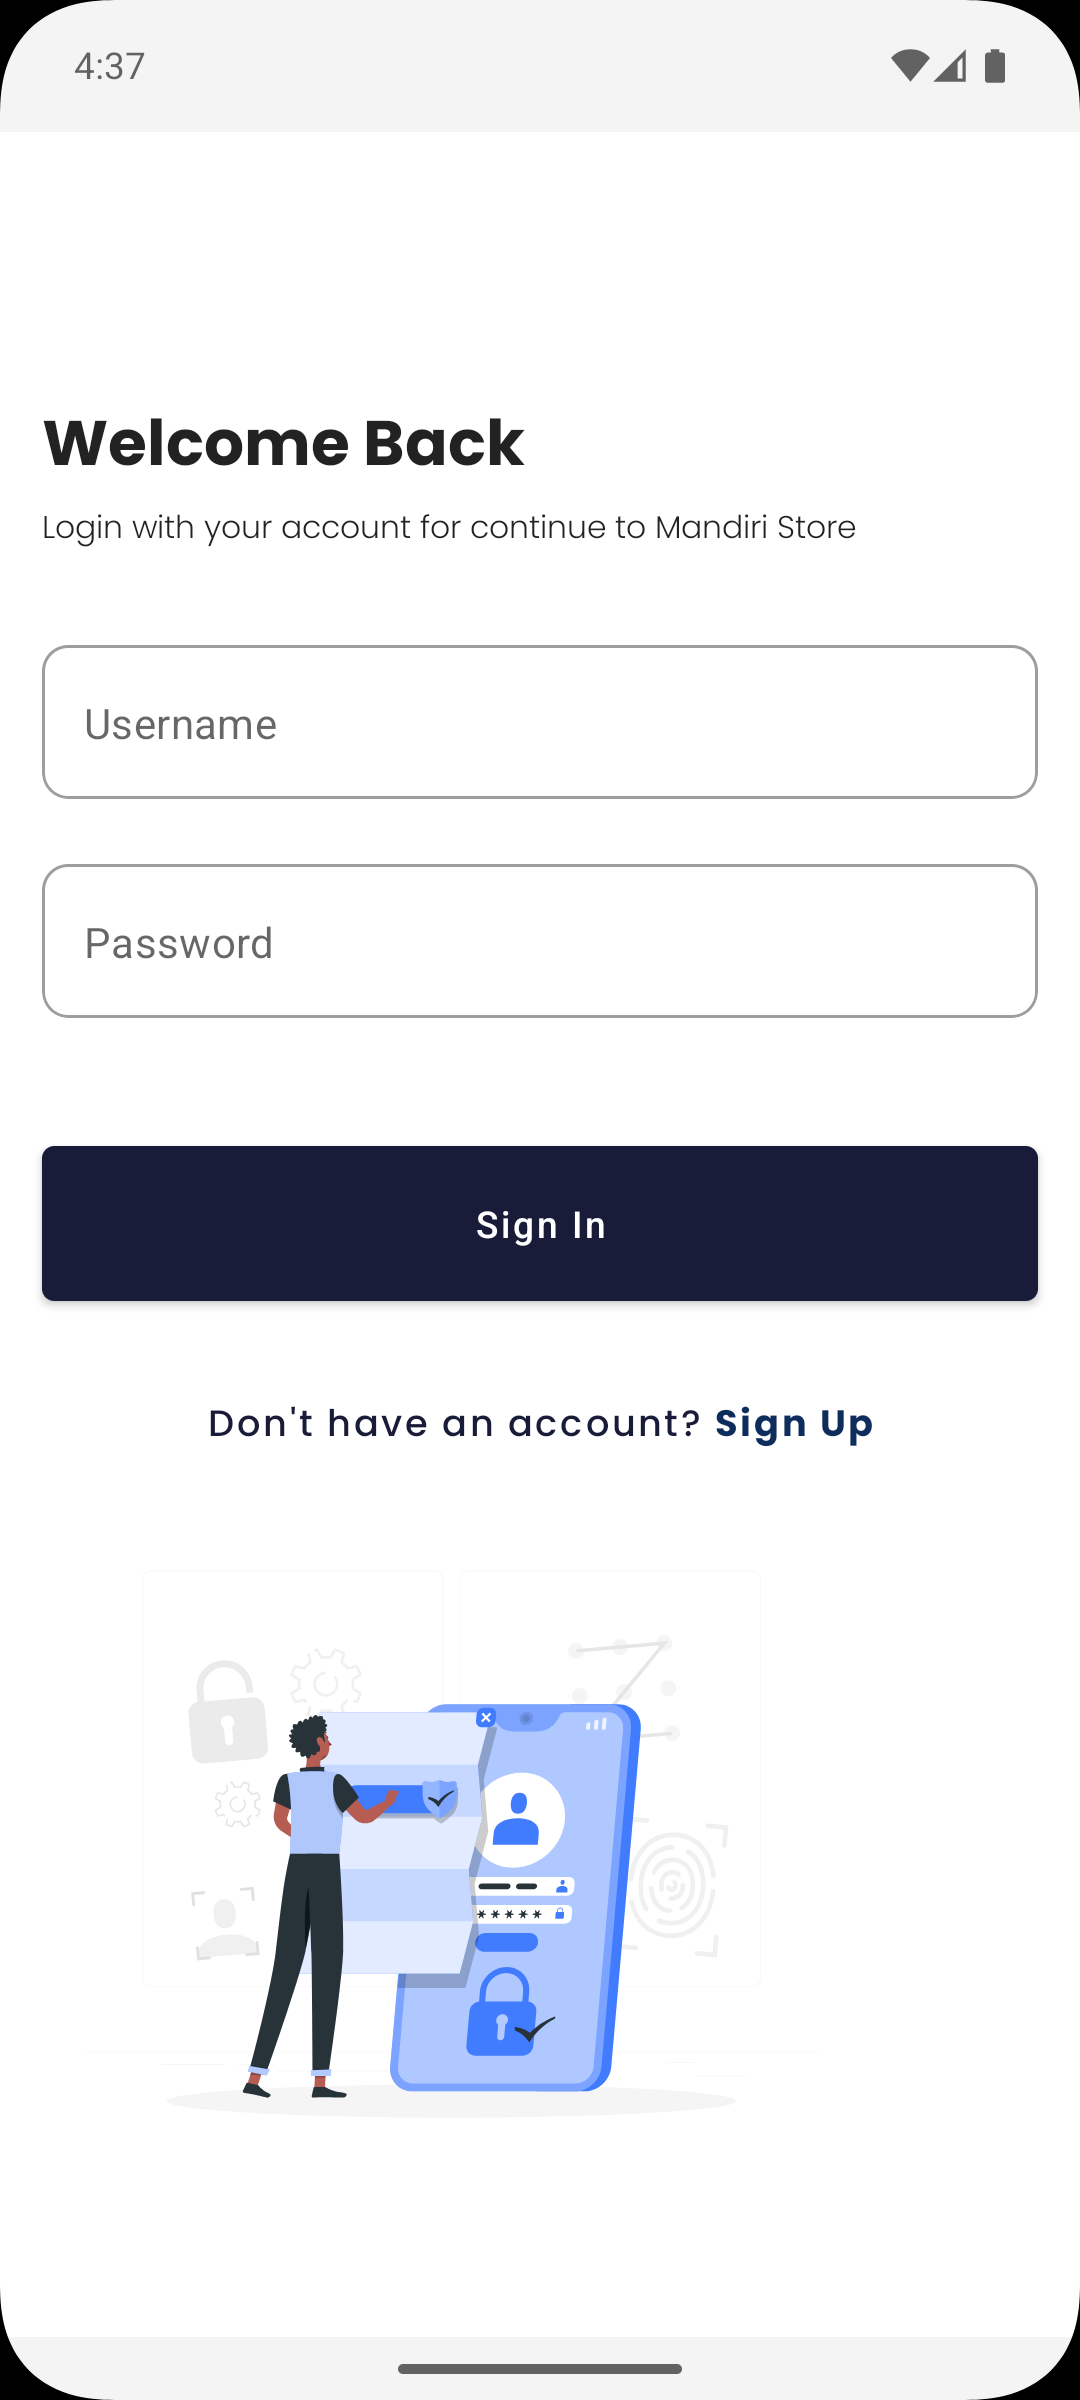 4:37
Welcome Back
Login with your account for continue to Mandiri Store
Username
Password
Sign In
Don't have an account? Sign Up
*****